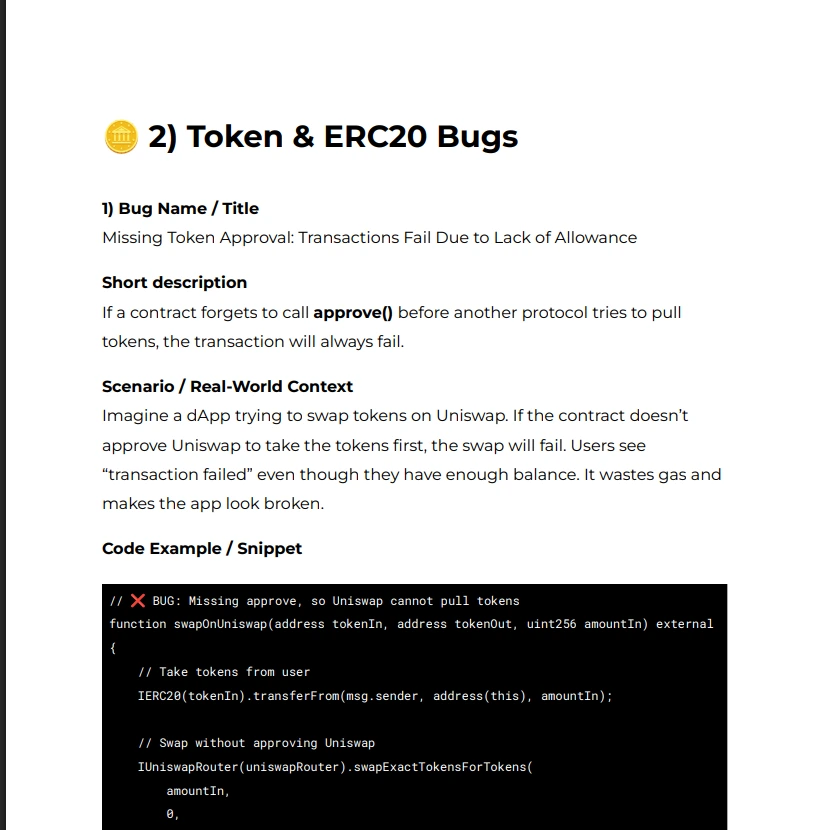 🪙 2) Token & ERC20 Bugs
1) Bug Name / Title
Missing Token Approval: Transactions Fail Due to Lack of Allowance
Short description
If a contract forgets to call approve() before another protocol tries to pull
tokens, the transaction will always fail.
Scenario / Real-World Context
Imagine a dApp trying to swap tokens on Uniswap. If the contract doesn’t
approve Uniswap to take the tokens first, the swap will fail. Users see
“transaction failed” even though they have enough balance. It wastes gas and
makes the app look broken.
Code Example / Snippet
// ❌ BUG: Missing approve, so Uniswap cannot pull tokens
function swapOnUniswap(address tokenIn, address tokenOut, uint256 amountIn) external
{
    // Take tokens from user
    IERC20(tokenIn).transferFrom(msg.sender, address(this), amountIn);
    // Swap without approving Uniswap
    IUniswapRouter(uniswapRouter).swapExactTokensForTokens(
        amountIn,
        0,